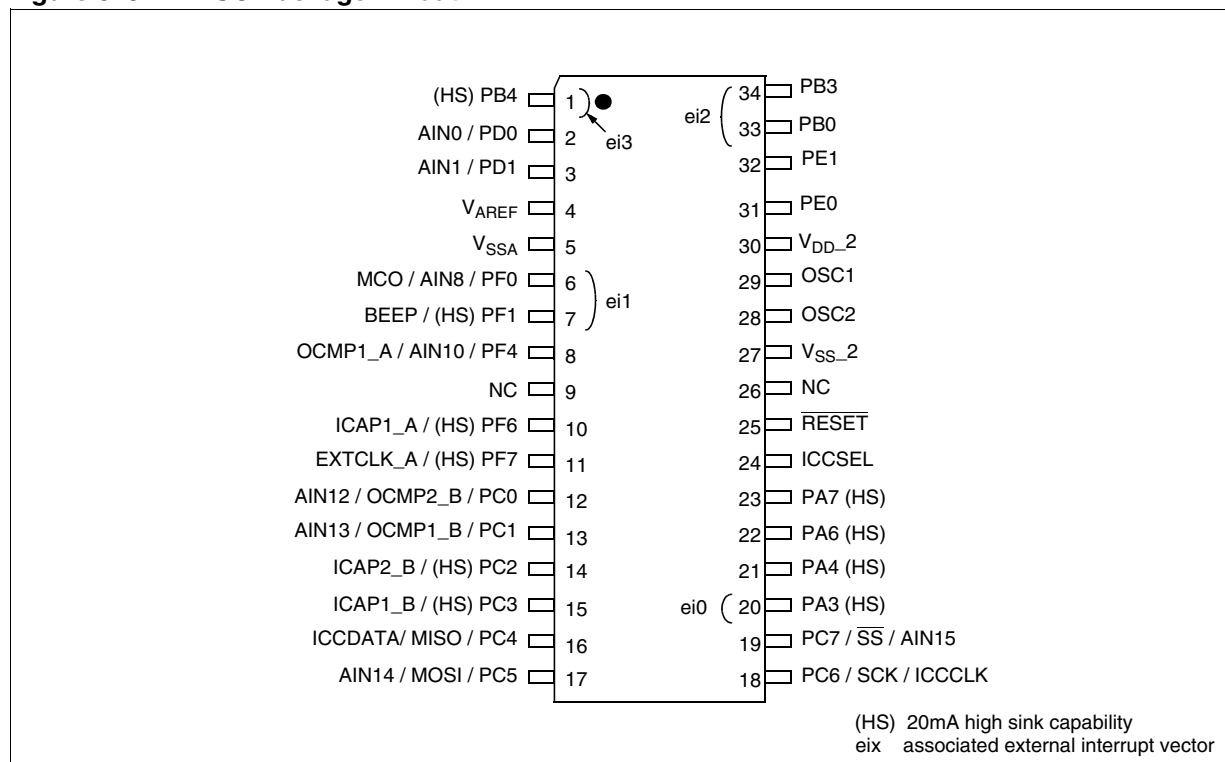 (HS) PB4
AIN0 / PD0
AIN1 / PD1
VAREF
VSSA
MCO / AIN8 / PF0
BEEP / (HS) PF1
OCMP1_A / AIN10 / PF4
NC
ICAP1_A / (HS) PF6
EXTCLK_A / (HS) PF7
AIN12 / OCMP2_B / PC0
AIN13 / OCMP1_B / PC1
ICAP2_B / (HS) PC2
ICAP1_B / (HS) PC3
ICCDATA/ MISO / PC4
AIN14 / MOSI / PC5
1
2
3
4
5
6
7
8
9
10
11
12
13
14
15
16
17
ei3
ei1
ei2
ei0
34
33
32
31
30
29
28
27
26
25
24
23
22
21
20
19
18
PB3
PB0
PE1
PE0
VDD_2
OSC1
OSC2
VSS_2
NC
RESET
ICCSEL
PA7 (HS)
PA6 (HS)
PA4 (HS)
PA3 (HS)
PC7 / SS / AIN15
PC6 / SCK / ICCCLK
(HS) 20mA high sink capability
eix associated external interrupt vector